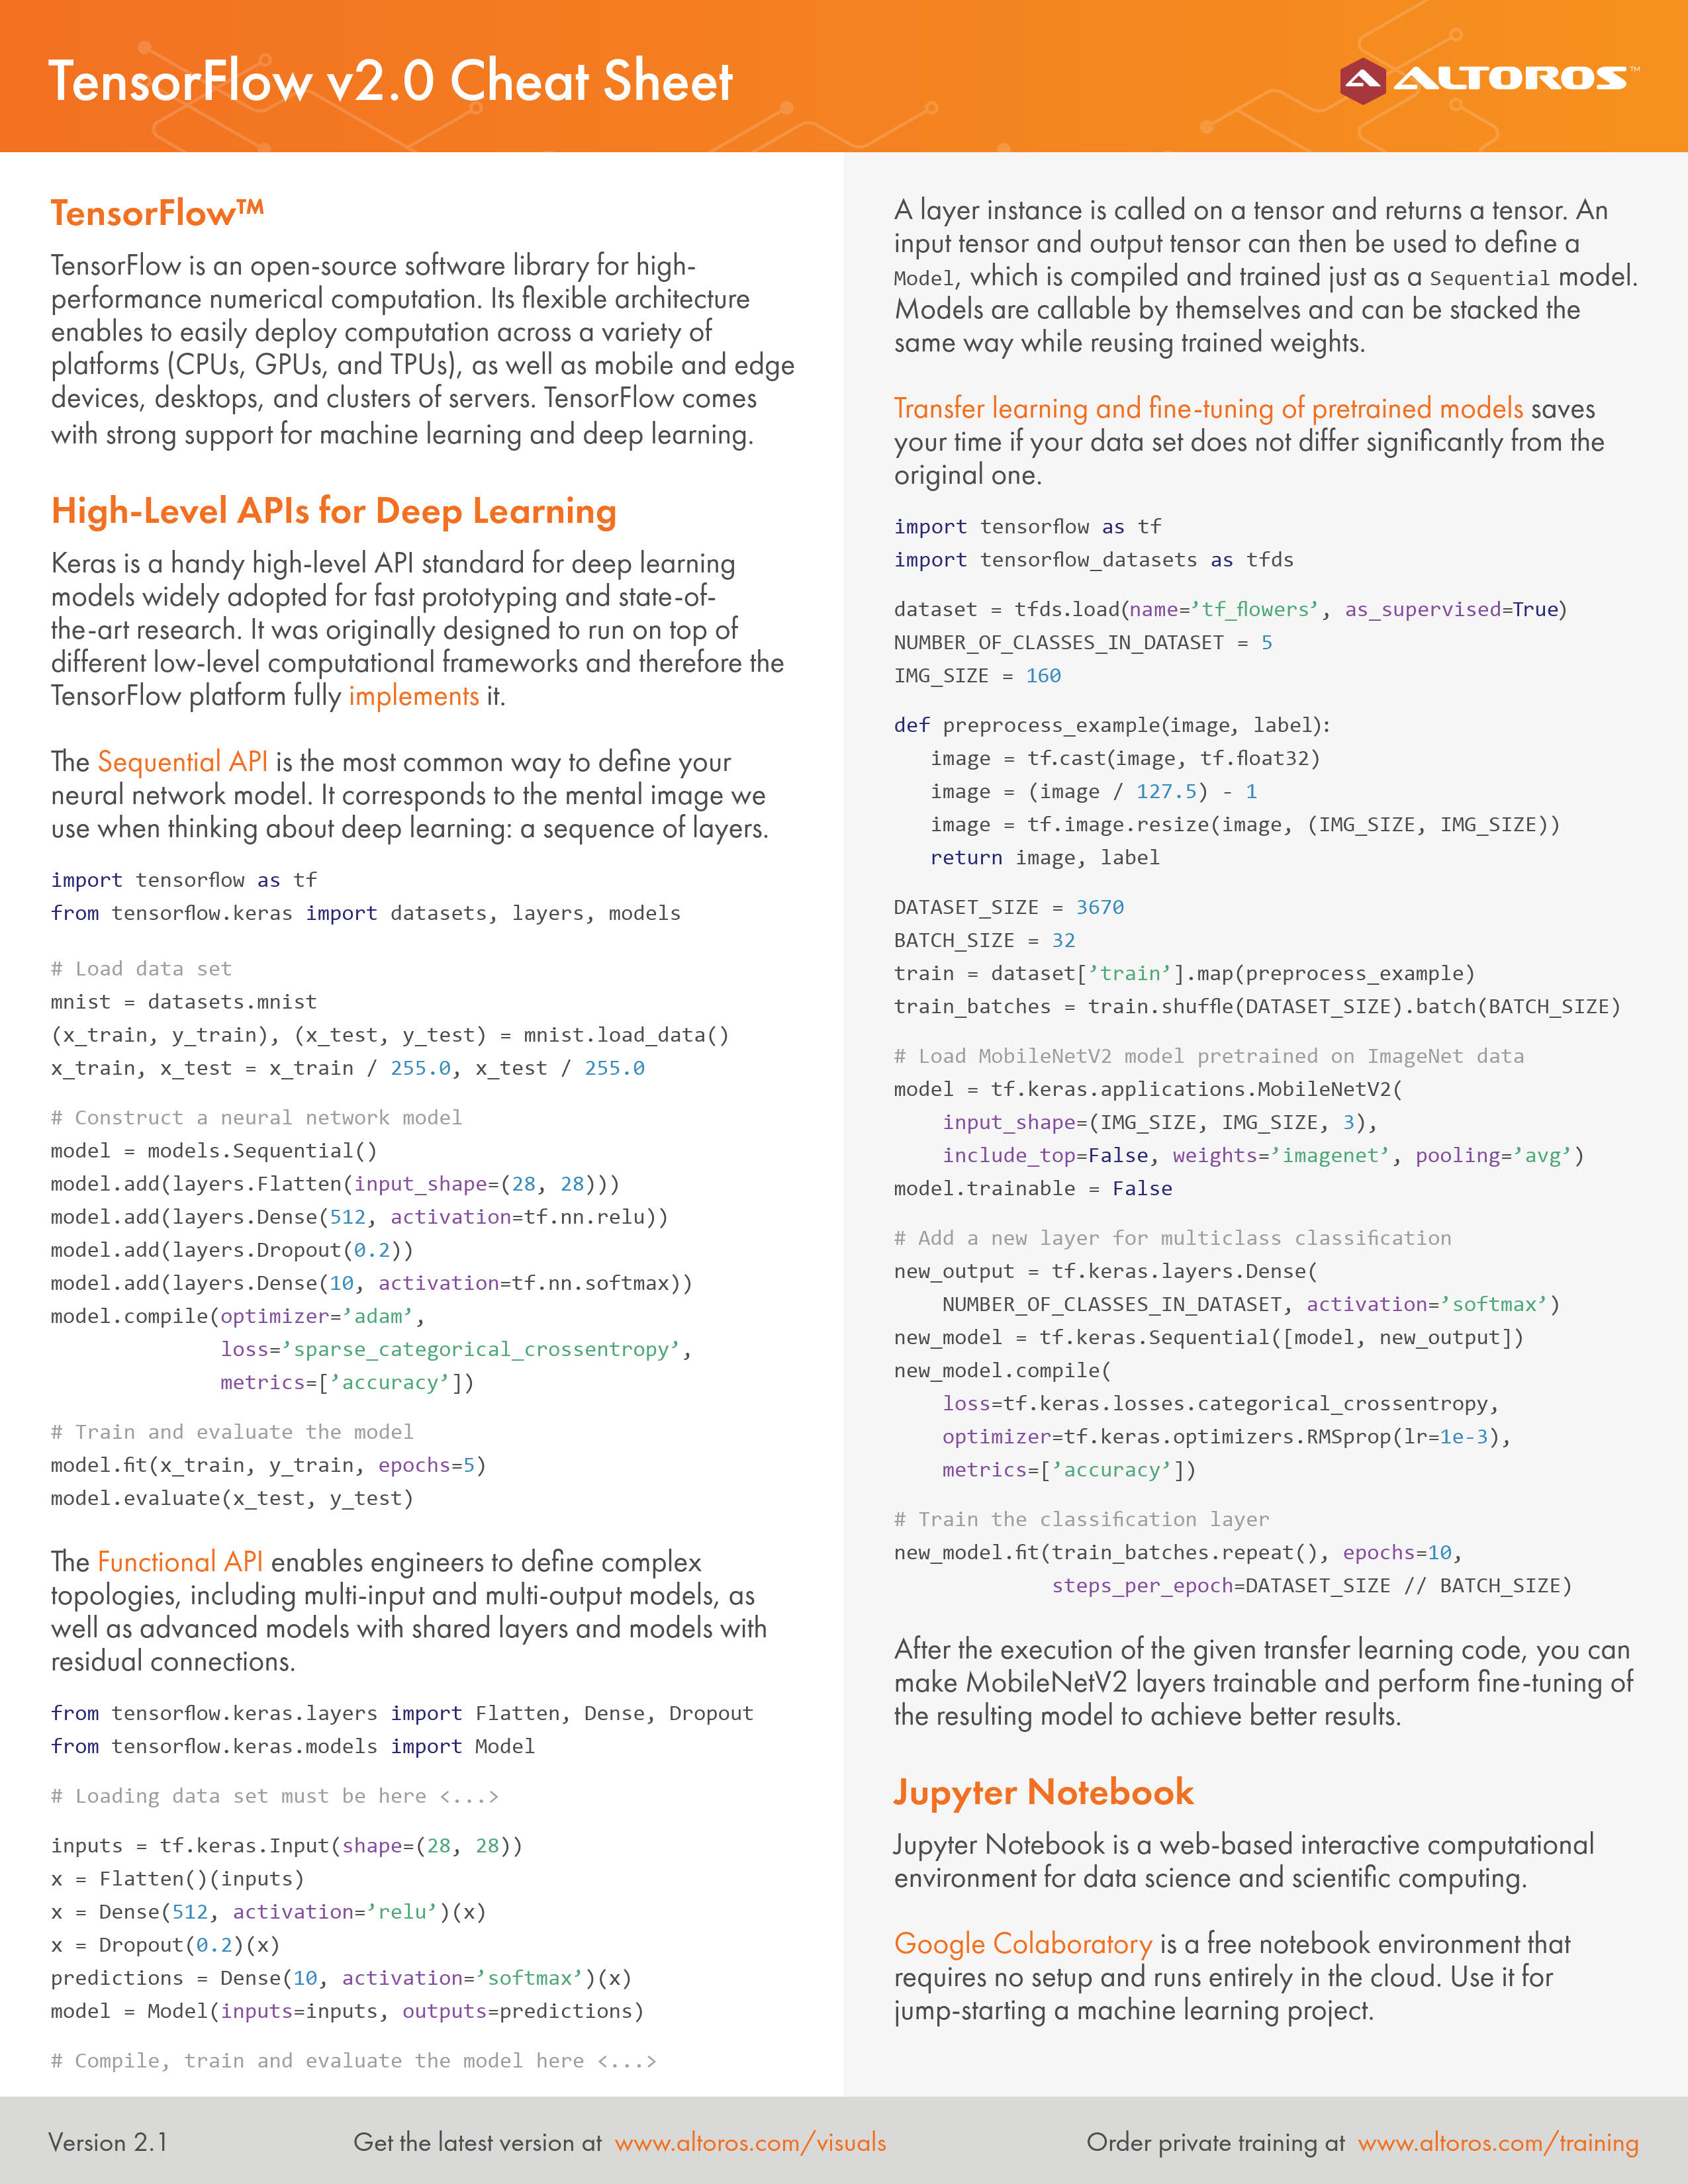 TensorFlow v2.0 Cheat Sheet
ALTOROS™
TensorFlow™
TensorFlow is an open-source software library for high-
performance numerical computation. Its flexible architecture
enables to easily deploy computation across a variety of
platforms (CPUs, GPUs, and TPUs), as well as mobile and edge
devices, desktops, and clusters of servers. TensorFlow comes
with strong support for machine learning and deep learning.
High-Level APIs for Deep Learning
Keras is a handy high-level API standard for deep learning
models widely adopted for fast prototyping and state-of-
the-art research. It was originally designed to run on top of
different low-level computational frameworks and therefore the
TensorFlow platform fully implements it.
The Sequential API is the most common way to define your
neural network model. It corresponds to the mental image we
use when thinking about deep learning: a sequence of layers.
import tensorflow as tf
from tensorflow.keras import datasets, layers, models
# Load data set
mnist = datasets.mnist
(x_train, y_train), (x_test, y_test) = mnist.load_data()
x_train, x_test = x_train / 255.0, x_test / 255.0
# Construct a neural network model
model = models.Sequential()
model.add(layers.Flatten(input_shape=(28, 28)))
model.add(layers.Dense(512, activation=tf.nn.relu))
model.add(layers.Dropout(0.2))
model.add(layers.Dense(10, activation=tf.nn.softmax))
model.compile(optimizer=’adam’,
              loss=’sparse_categorical_crossentropy’,
              metrics=[’accuracy’])
# Train and evaluate the model
model.fit(x_train, y_train, epochs=5)
model.evaluate(x_test, y_test)
The Functional API enables engineers to define complex
topologies, including multi-input and multi-output models, as
well as advanced models with shared layers and models with
residual connections.
from tensorflow.keras.layers import Flatten, Dense, Dropout
from tensorflow.keras.models import Model
# Loading data set must be here <...>
inputs = tf.keras.Input(shape=(28, 28))
x = Flatten()(inputs)
x = Dense(512, activation=’relu’)(x)
x = Dropout(0.2)(x)
predictions = Dense(10, activation=’softmax’)(x)
model = Model(inputs=inputs, outputs=predictions)
# Compile, train and evaluate the model here <...>
A layer instance is called on a tensor and returns a tensor. An
input tensor and output tensor can then be used to define a
Model, which is compiled and trained just as a Sequential model.
Models are callable by themselves and can be stacked the
same way while reusing trained weights.
Transfer learning and fine-tuning of pretrained models saves
your time if your data set does not differ significantly from the
original one.
import tensorflow as tf
import tensorflow_datasets as tfds
dataset = tfds.load(name=’tf_flowers’, as_supervised=True)
NUMBER_OF_CLASSES_IN_DATASET = 5
IMG_SIZE = 160
def preprocess_example(image, label):
   image = tf.cast(image, tf.float32)
   image = (image / 127.5) - 1
   image = tf.image.resize(image, (IMG_SIZE, IMG_SIZE))
   return image, label
DATASET_SIZE = 3670
BATCH_SIZE = 32
train = dataset[’train’].map(preprocess_example)
train_batches = train.shuffle(DATASET_SIZE).batch(BATCH_SIZE)
# Load MobileNetV2 model pretrained on ImageNet data
model = tf.keras.applications.MobileNetV2(
    input_shape=(IMG_SIZE, IMG_SIZE, 3),
    include_top=False, weights=’imagenet’, pooling=’avg’)
model.trainable = False
# Add a new layer for multiclass classification
new_output = tf.keras.layers.Dense(
    NUMBER_OF_CLASSES_IN_DATASET, activation=’softmax’)
new_model = tf.keras.Sequential([model, new_output])
new_model.compile(
    loss=tf.keras.losses.categorical_crossentropy,
    optimizer=tf.keras.optimizers.RMSprop(lr=1e-3),
    metrics=[’accuracy’])
# Train the classification layer
new_model.fit(train_batches.repeat(), epochs=10,
             steps_per_epoch=DATASET_SIZE // BATCH_SIZE)
After the execution of the given transfer learning code, you can
make MobileNetV2 layers trainable and perform fine-tuning of
the resulting model to achieve better results.
Jupyter Notebook
Jupyter Notebook is a web-based interactive computational
environment for data science and scientific computing.
Google Colaboratory is a free notebook environment that
requires no setup and runs entirely in the cloud. Use it for
jump-starting a machine learning project.
Version 2.1
Get the latest version at www.altoros.com/visuals
Order private training at www.altoros.com/training